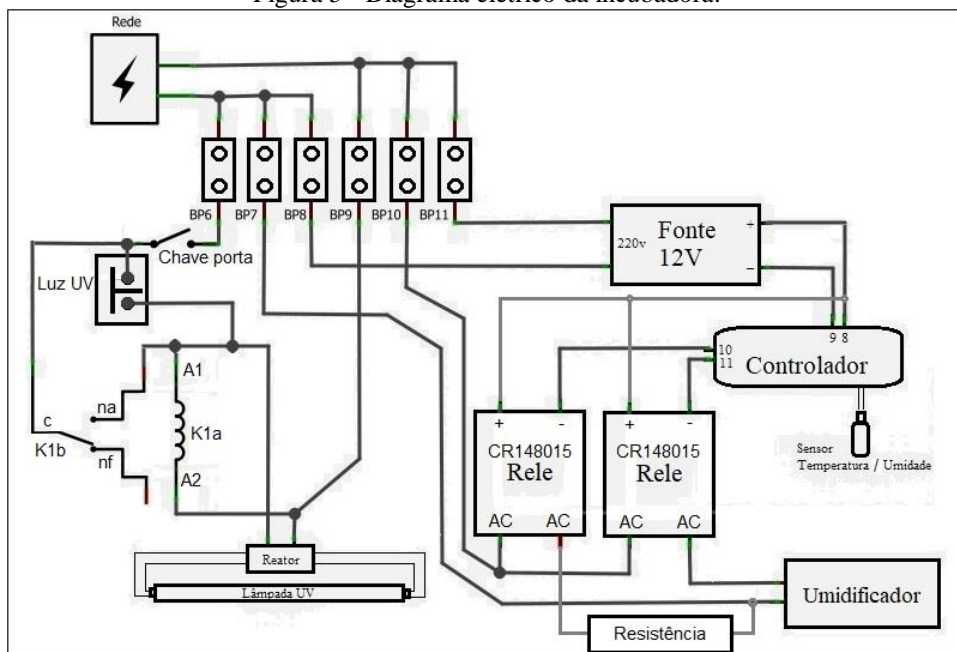 Figura 3 - Diagrama elétrico da incubadora.
Rede
BP6
BP7
BP8
BP9
BP10
BP11
Chave porta
Luz UV
220v
Fonte
12V
+
-
9 8
10
11
Controlador
Sensor
Temperatura / Umidade
A1
na
c
K1a
K1b
nf
A2
+ -
CR148015
Rele
AC AC
+ -
CR148015
Rele
AC AC
Reator
Lâmpada UV
Umidificador
Resistência